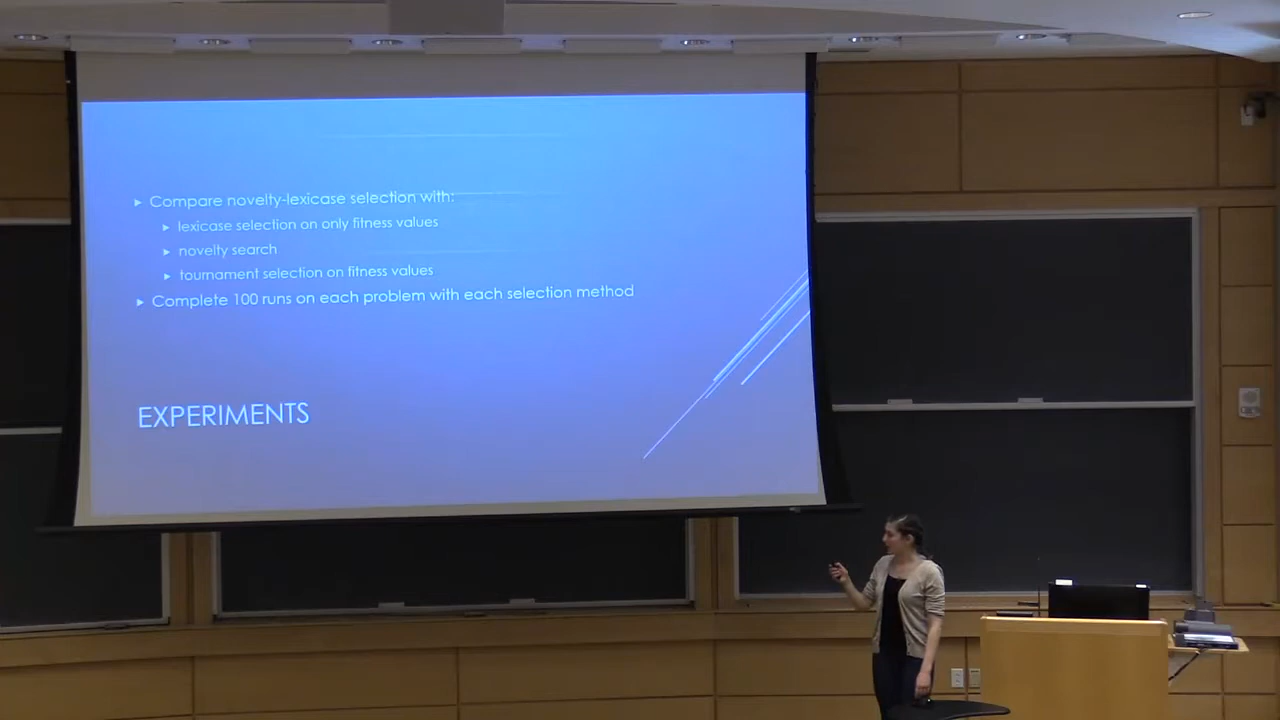 Compare novelty-lexicase selection with:
lexicase selection on only fitness values
novelty search
tournament selection on fitness values
Complete 100 runs on each problem with each selection method
EXPERIMENTS